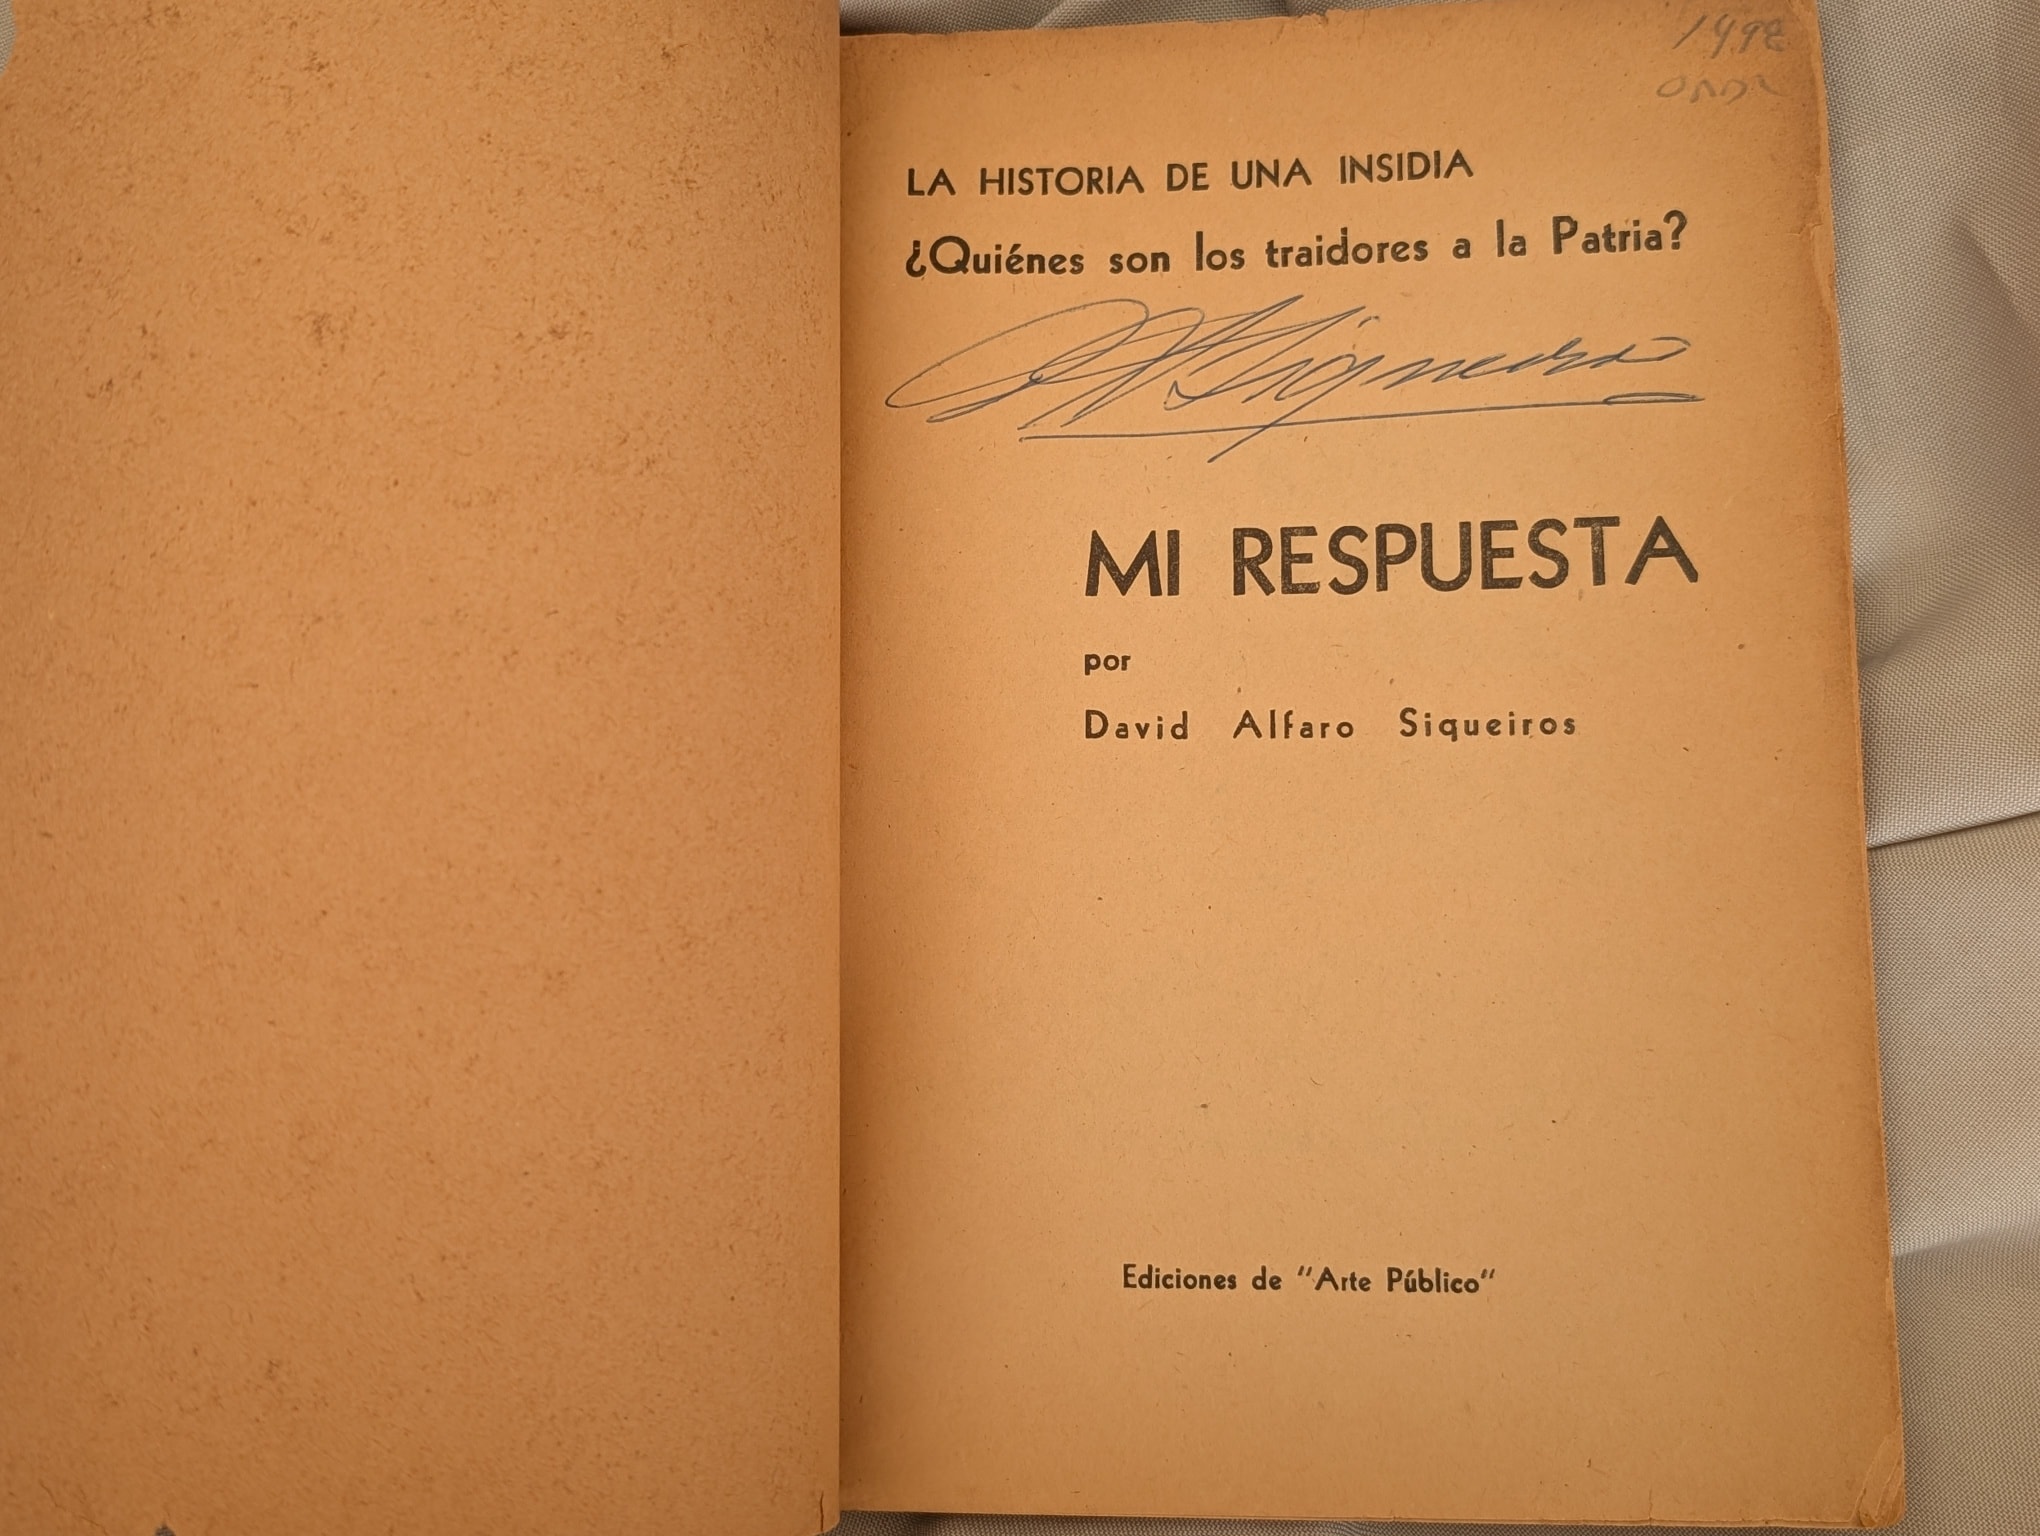 LA HISTORIA DE UNA INSIDIA
¿Quiénes son los traidores a la Patria?
Siqueiros
MI RESPUESTA
por
David Alfaro Siqueiros
Ediciones de "Arte Público"